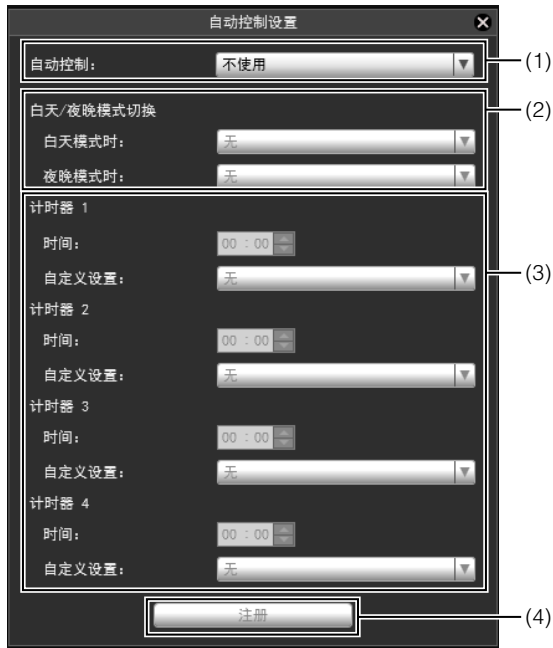 自动控制设置
自动控制： 不使用 (1)
白天/夜晚模式切换 (2)
白天模式时： 无
夜晚模式时： 无
计时器 1
时间： 00 : 00
自定义设置： 无 (3)
计时器 2
时间： 00 : 00
自定义设置： 无
计时器 3
时间： 00 : 00
自定义设置： 无
计时器 4
时间： 00 : 00
自定义设置： 无
注册 (4)